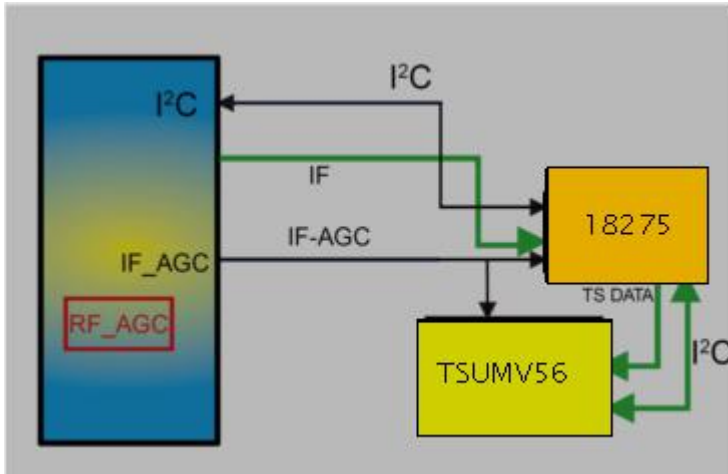 I²C
I²C
IF
18275
IF-AGC
IF_AGC
TS DATA
RF_AGC
I²C
TSUMV56